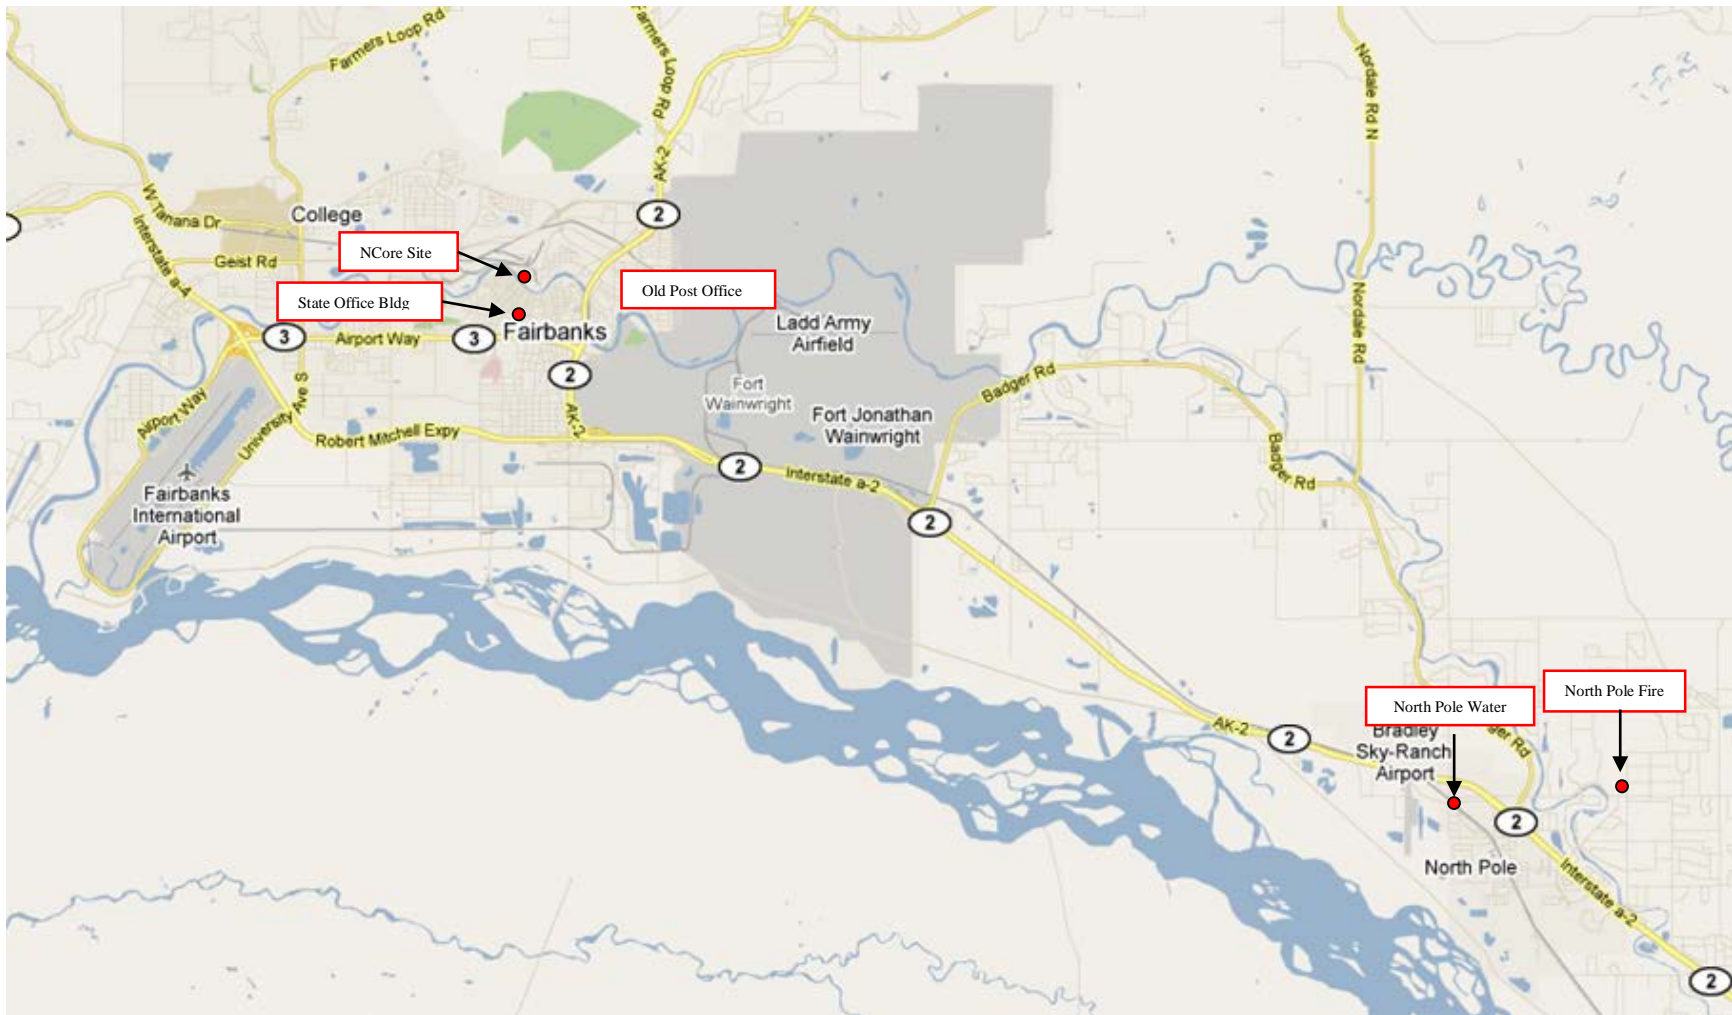 Farmers Loop Rd
Farmers Loop Rd
Nordale Rd N
AK-2
W Tanana Dr
College
2
Interstate a-4
Geist Rd
NCore Site
State Office Bldg
Old Post Office
Nordale Rd
3
Airport Way
3
Fairbanks
Ladd Army
Airfield
2
Fort
Wainwright
Badger Rd
Airport Way
University Ave S
AK-2
Robert Mitchell Expy
Fort Jonathan
Wainwright
Badger Rd
2
Interstate a-2
Fairbanks
International
Airport
2
North Pole Water
North Pole Fire
AK-2
2
Bradley
Sky-Ranch
Airport
ger Rd
2
North Pole
Interstate a-2
2